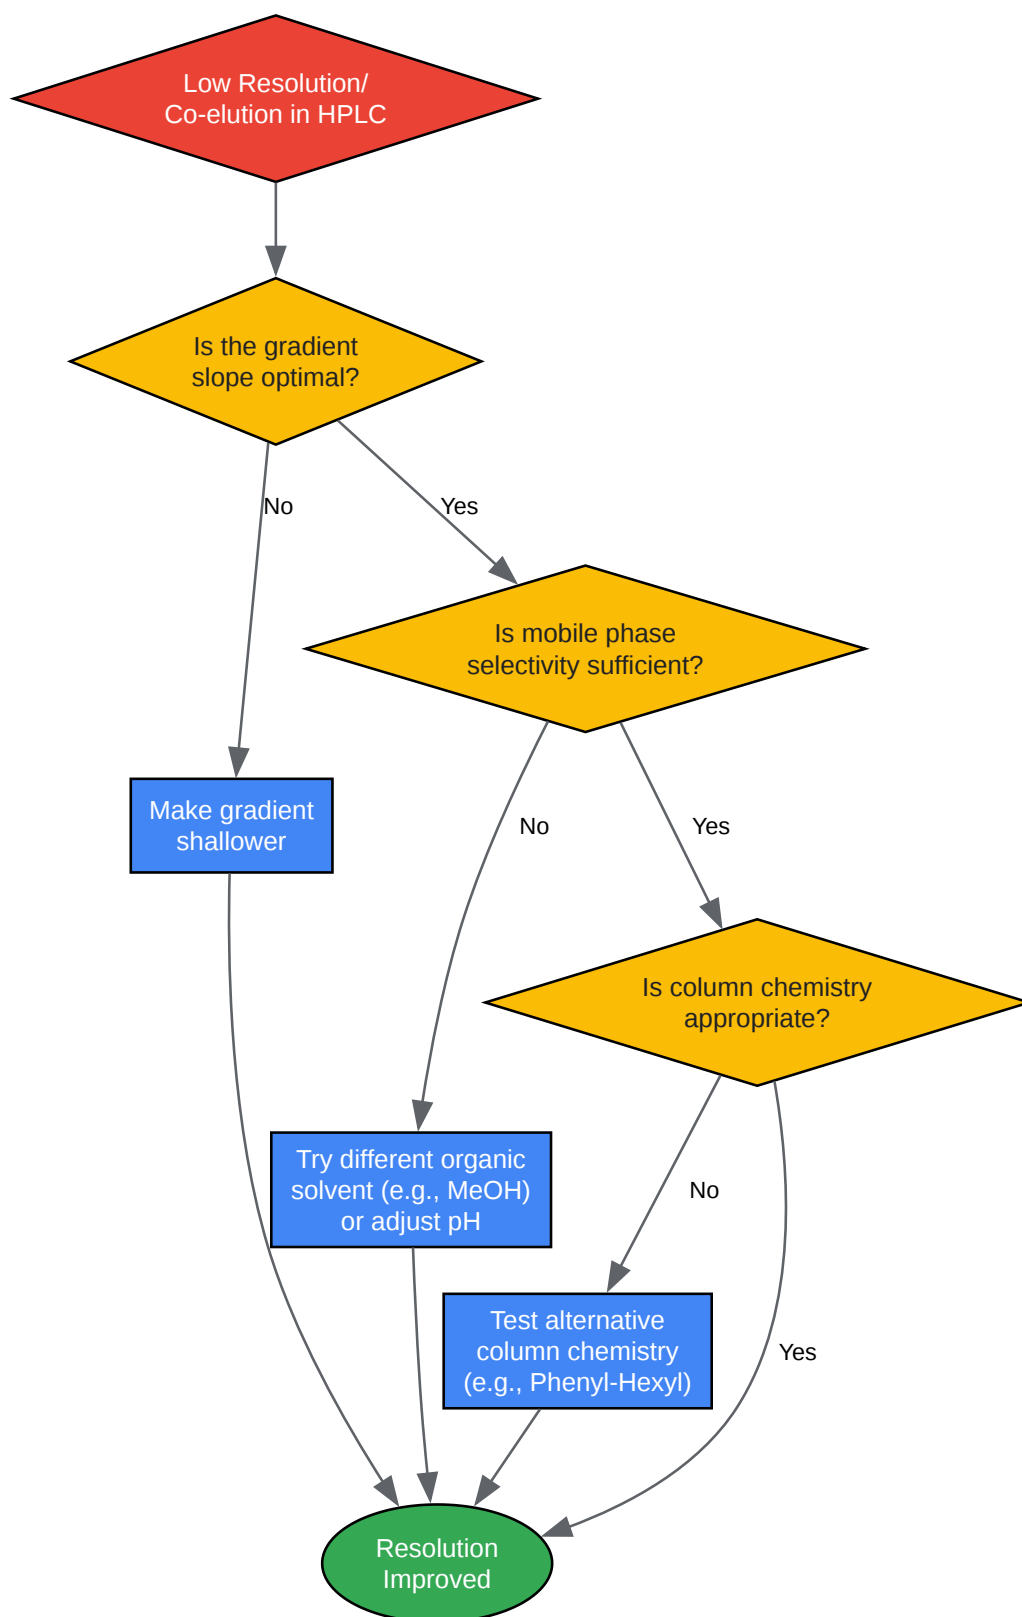 Low Resolution/
Co-elution in HPLC
Is the gradient
slope optimal?
No
Yes
Is mobile phase
selectivity sufficient?
Make gradient
shallower
No
Yes
Is column chemistry
appropriate?
Try different organic
solvent (e.g., MeOH)
or adjust pH
No
Test alternative
column chemistry
(e.g., Phenyl-Hexyl)
Yes
Resolution
Improved